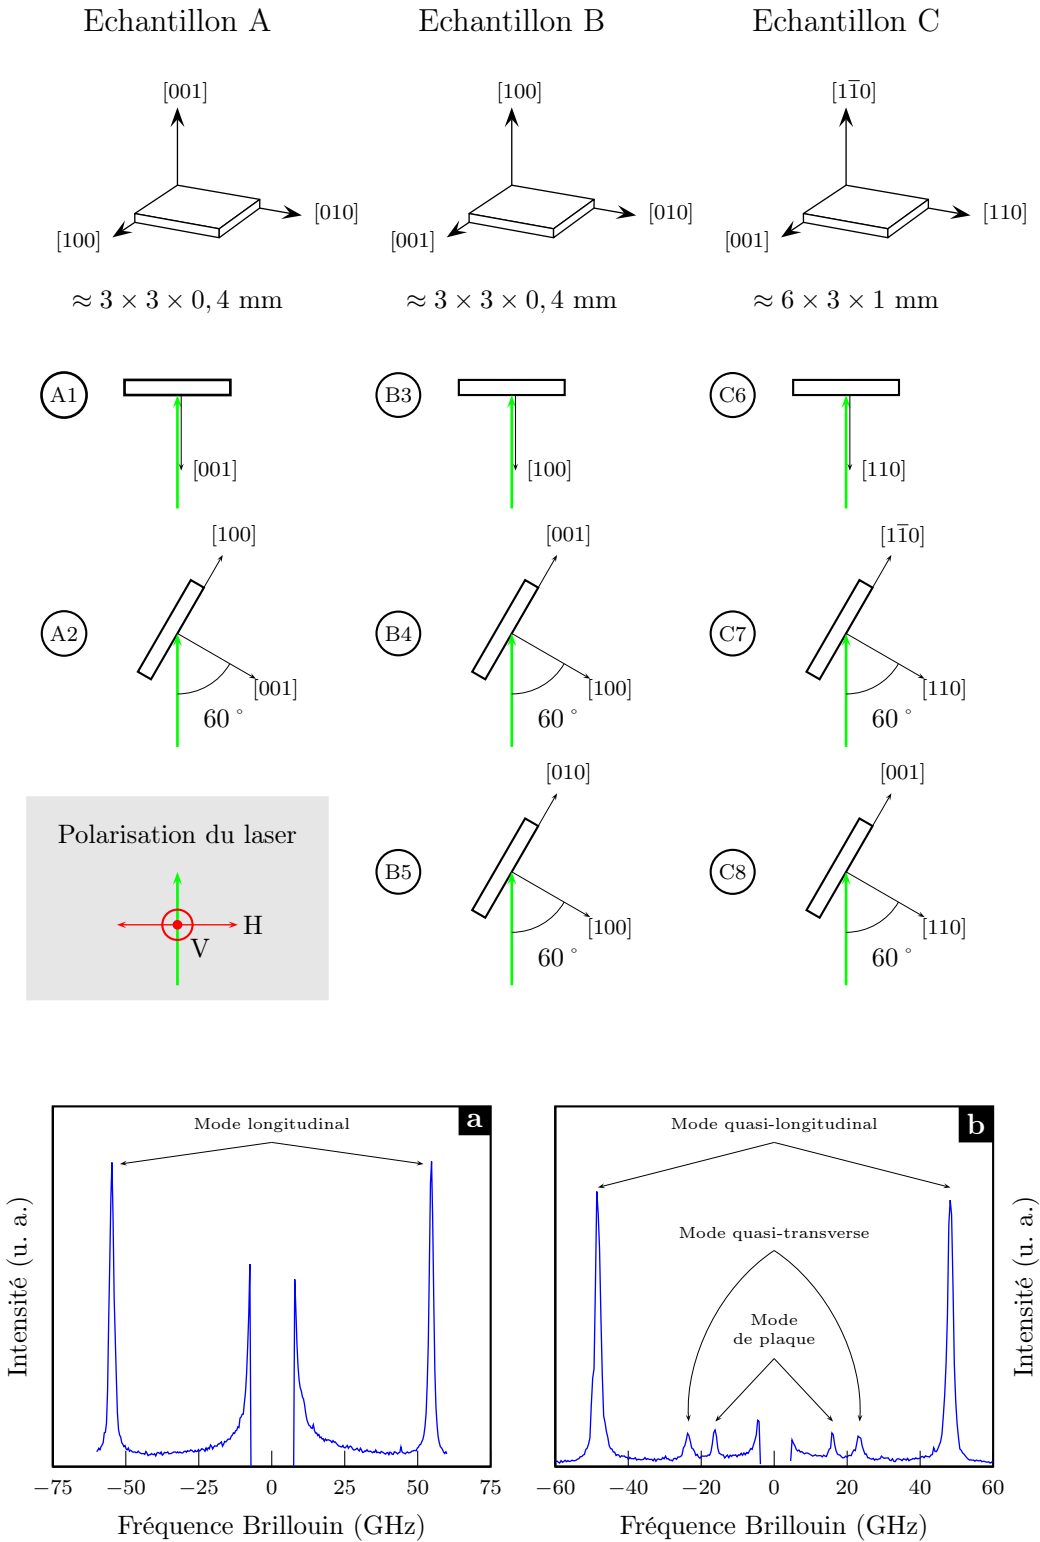 Echantillon A Echantillon B Echantillon C
[001] [100] [11̅0]
[010] [010] [110]
[100] [001] [001]
≈ 3 × 3 × 0, 4 mm ≈ 3 × 3 × 0, 4 mm ≈ 6 × 3 × 1 mm
A1 B3 C6
[001] [100] [110]
[100] [001] [11̅0]
A2 B4 C7
[001] [100] [110]
60 ° 60 ° 60 °
[010] [001]
Polarisation du laser
B5 C8
H
V
[100] [110]
60 ° 60 °
a
Mode longitudinal
Intensité (u. a.)
−75 −50 −25 0 25 50 75
Fréquence Brillouin (GHz)
b
Mode quasi-longitudinal
Mode quasi-transverse
Mode
de plaque
Intensité (u. a.)
−60 −40 −20 0 20 40 60
Fréquence Brillouin (GHz)